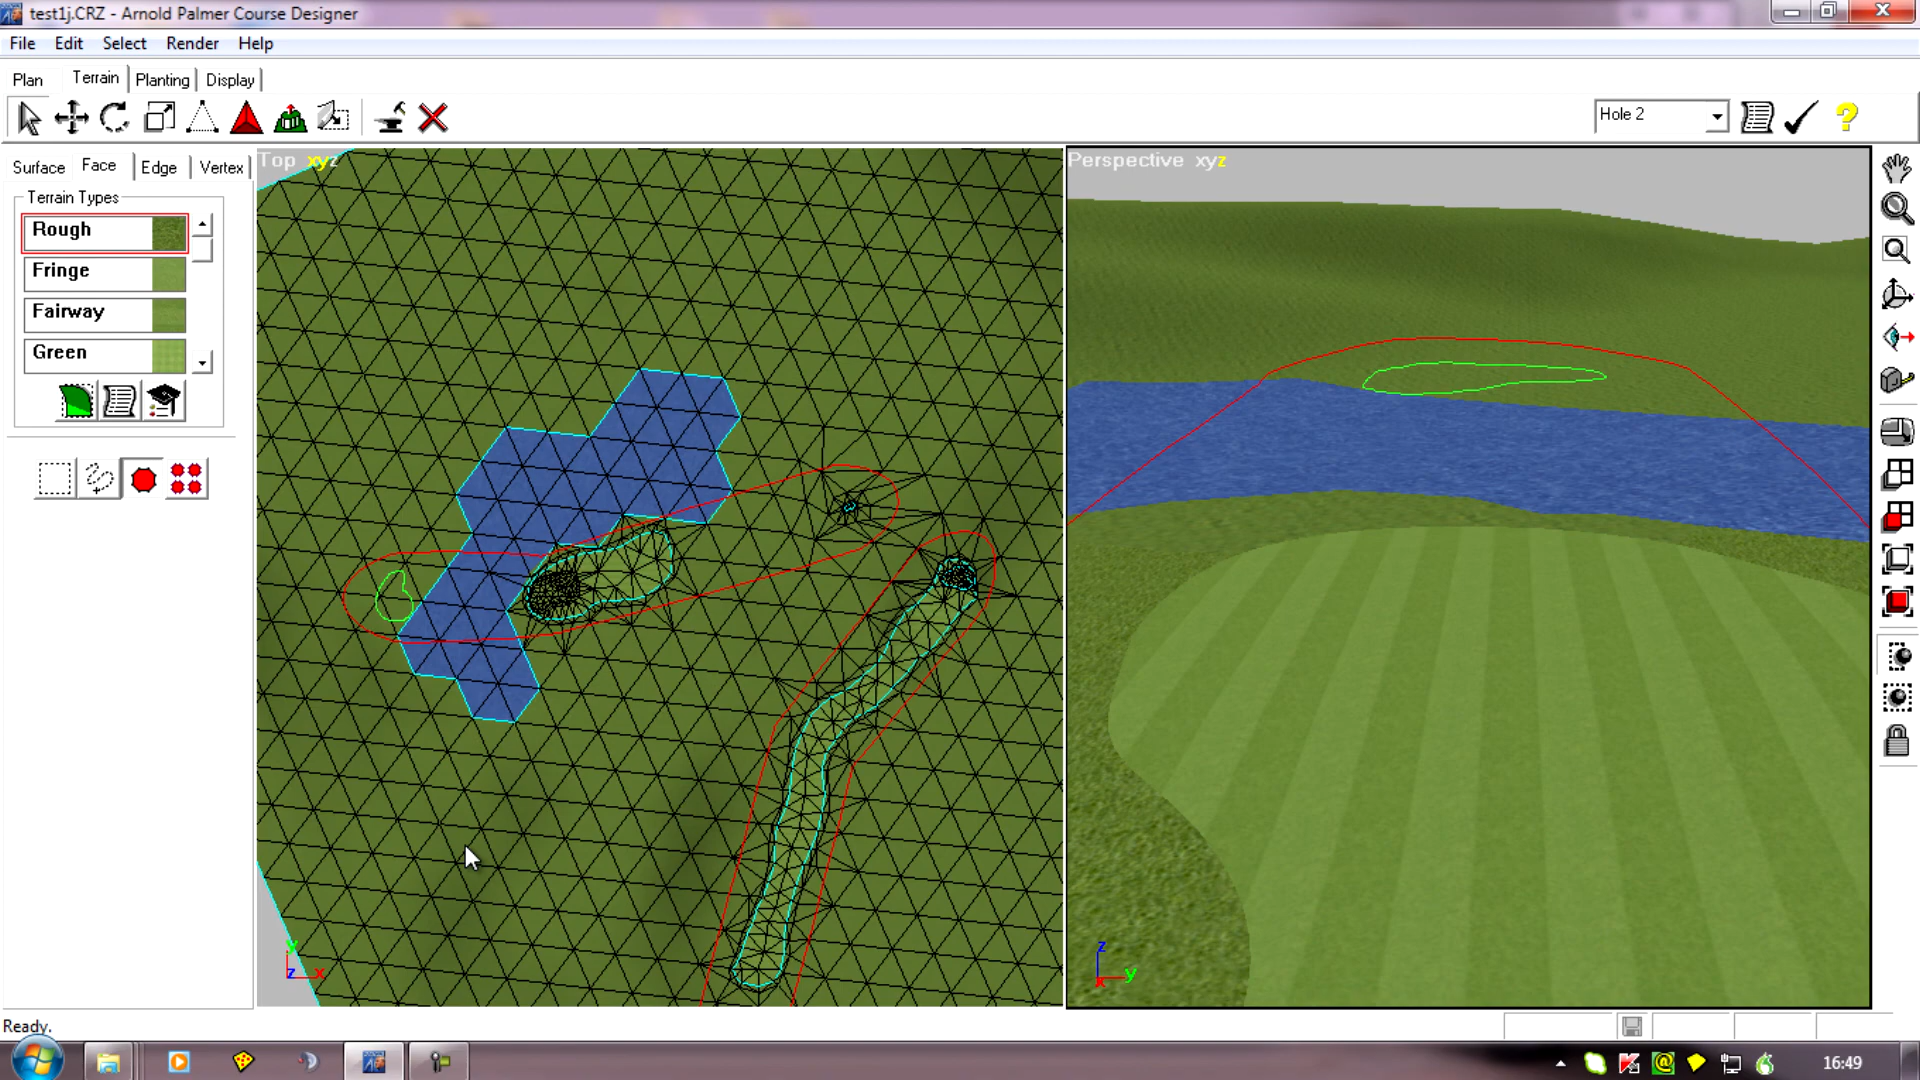 test1j.CRZ - Arnold Palmer Course Designer
File Edit Select Render Help
Plan Terrain Planting Display
Hole 2
Surface Face Edge Vertex
Terrain Types
Rough
Fringe
Fairway
Green
Top xyz
Perspective xyz
y
z x
z
x y
Ready.
16:49